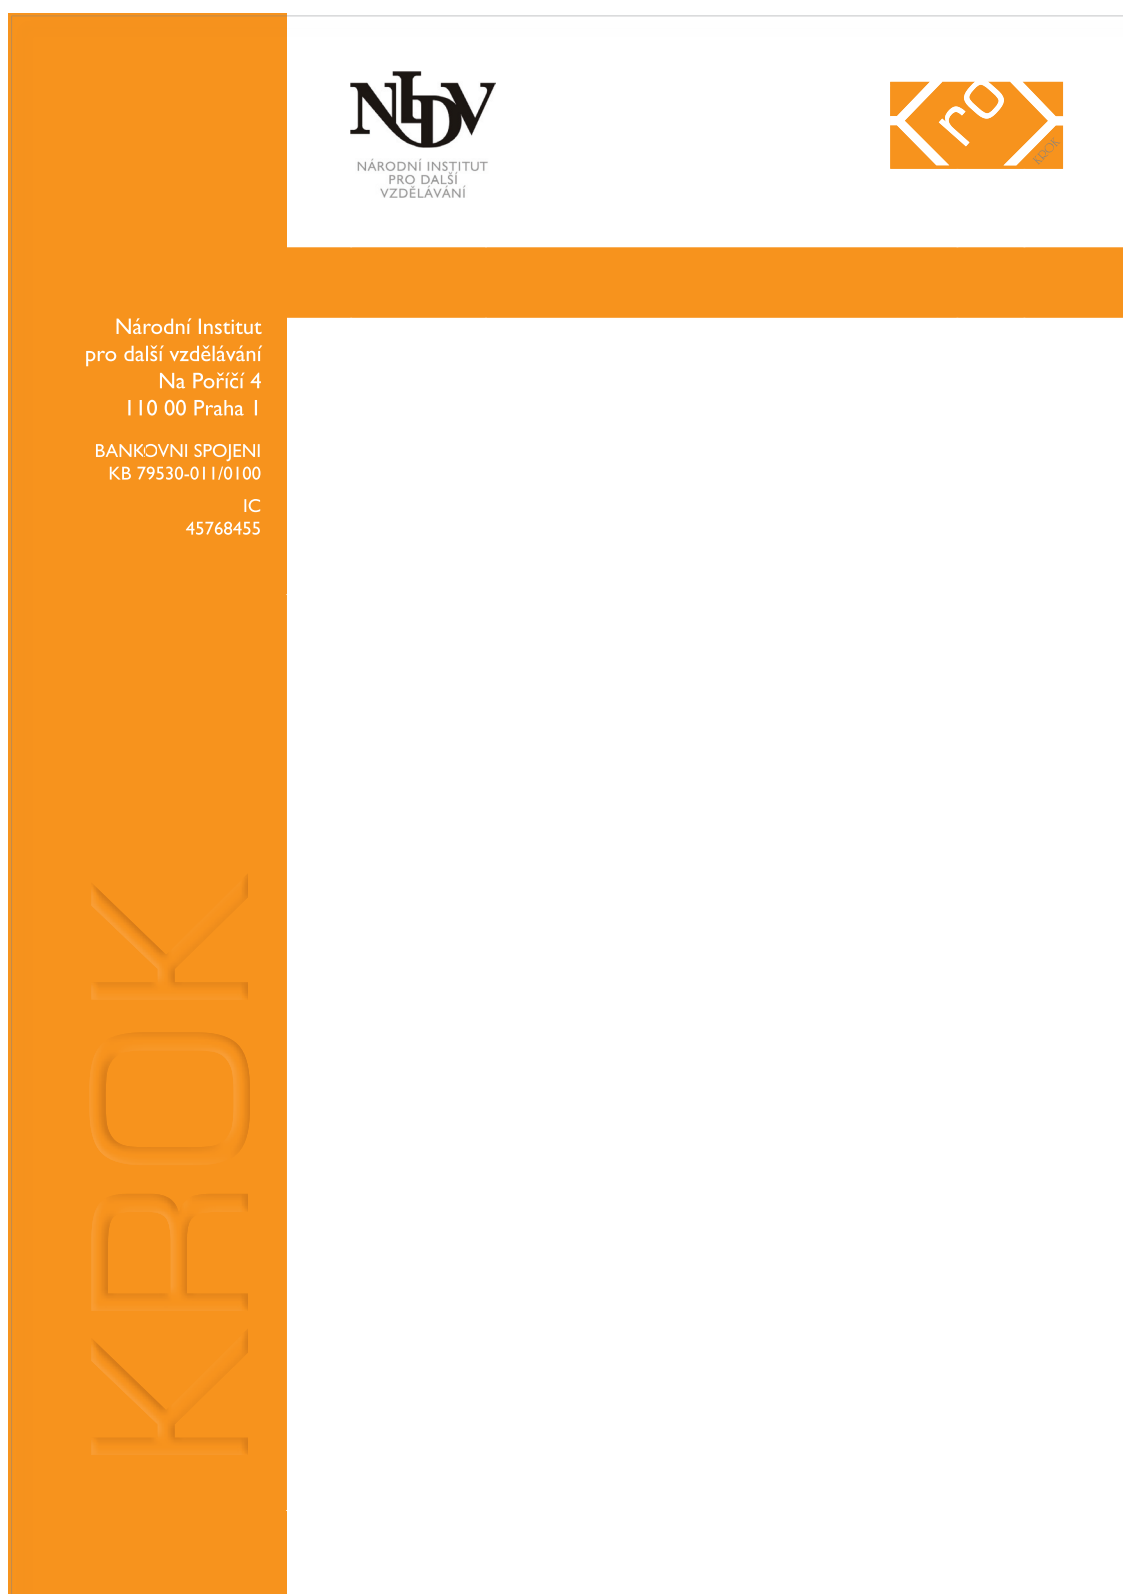 NIDV
NÁRODNÍ INSTITUT
PRO DALŠÍ
VZDĚLÁVÁNÍ
ro
KROK
Národní Institut
pro další vzdělávání
Na Poříčí 4
110 00 Praha 1
BANKOVNI SPOJENI
KB 79530-011/0100
IC
45768455
KROK